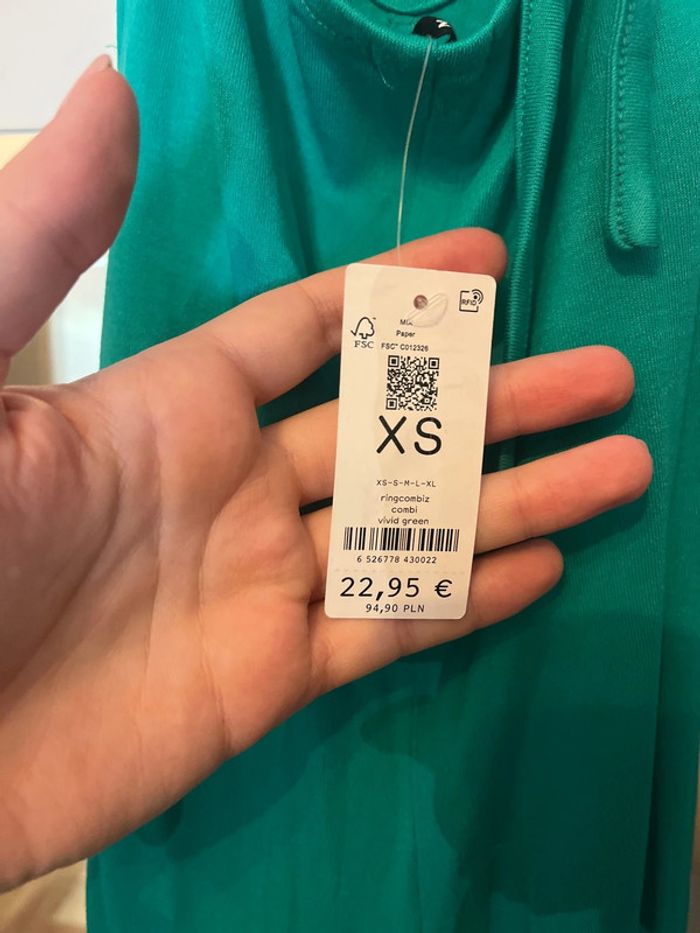 RFID
Paper
FSC
FSC® C012326
XS
XS-S-M-L-XL
ringcombiz
combi
vivid green
6 526778 430022
22,95 €
94,90 PLN